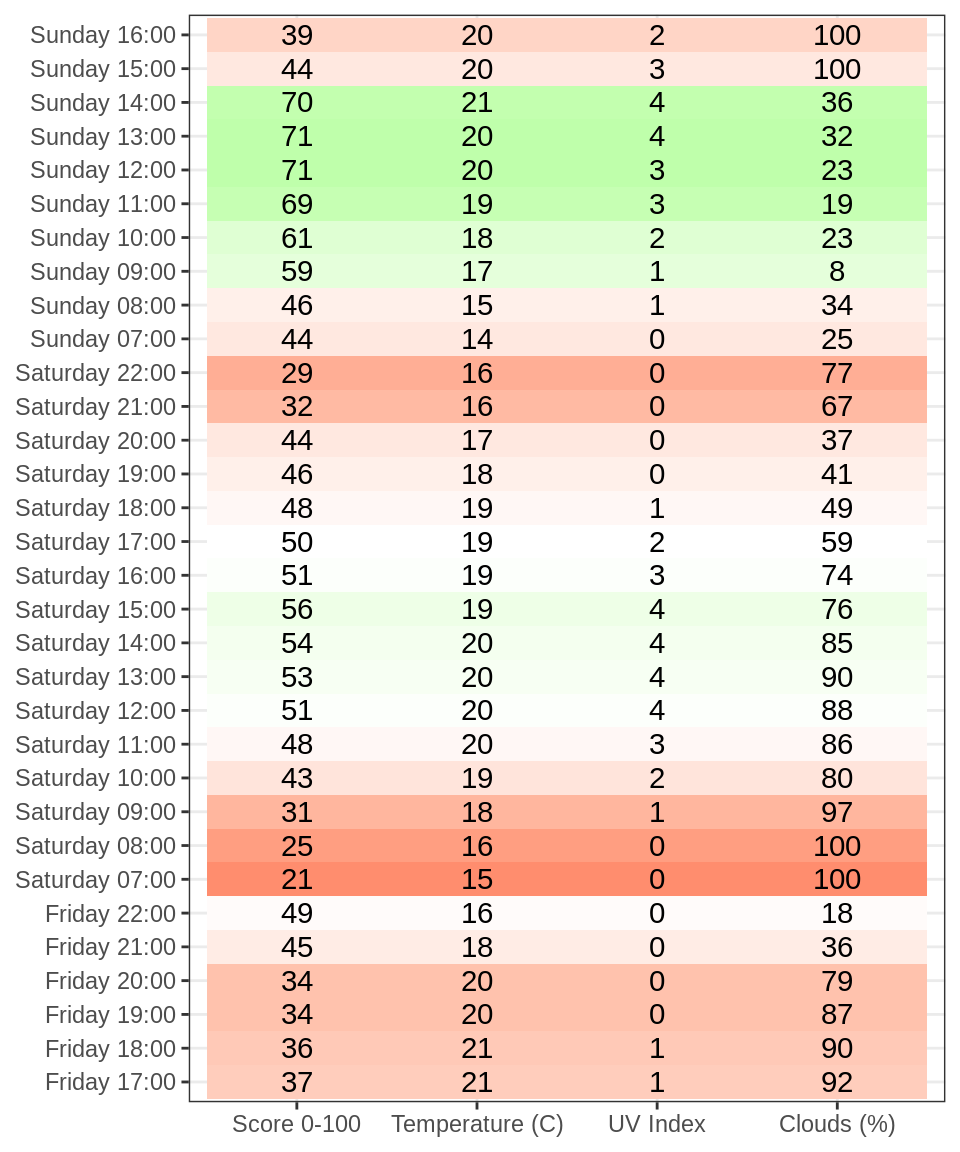 Sunday 16:00 39 20 2 100
Sunday 15:00 44 20 3 100
Sunday 14:00 70 21 4 36
Sunday 13:00 71 20 4 32
Sunday 12:00 71 20 3 23
Sunday 11:00 69 19 3 19
Sunday 10:00 61 18 2 23
Sunday 09:00 59 17 1 8
Sunday 08:00 46 15 1 34
Sunday 07:00 44 14 0 25
Saturday 22:00 29 16 0 77
Saturday 21:00 32 16 0 67
Saturday 20:00 44 17 0 37
Saturday 19:00 46 18 0 41
Saturday 18:00 48 19 1 49
Saturday 17:00 50 19 2 59
Saturday 16:00 51 19 3 74
Saturday 15:00 56 19 4 76
Saturday 14:00 54 20 4 85
Saturday 13:00 53 20 4 90
Saturday 12:00 51 20 4 88
Saturday 11:00 48 20 3 86
Saturday 10:00 43 19 2 80
Saturday 09:00 31 18 1 97
Saturday 08:00 25 16 0 100
Saturday 07:00 21 15 0 100
Friday 22:00 49 16 0 18
Friday 21:00 45 18 0 36
Friday 20:00 34 20 0 79
Friday 19:00 34 20 0 87
Friday 18:00 36 21 1 90
Friday 17:00 37 21 1 92
Score 0-100 Temperature (C) UV Index Clouds (%)